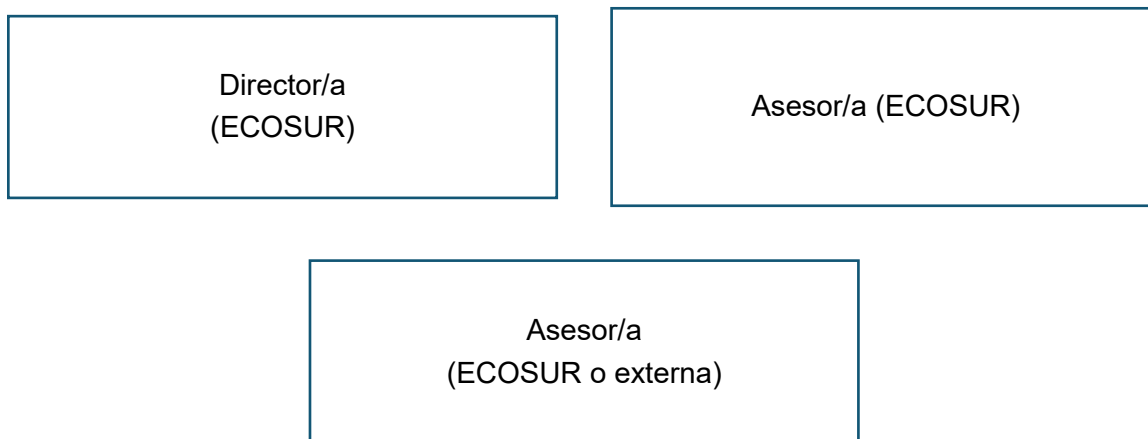 Director/a
(ECOSUR)
Asesor/a (ECOSUR)
Asesor/a
(ECOSUR o externa)